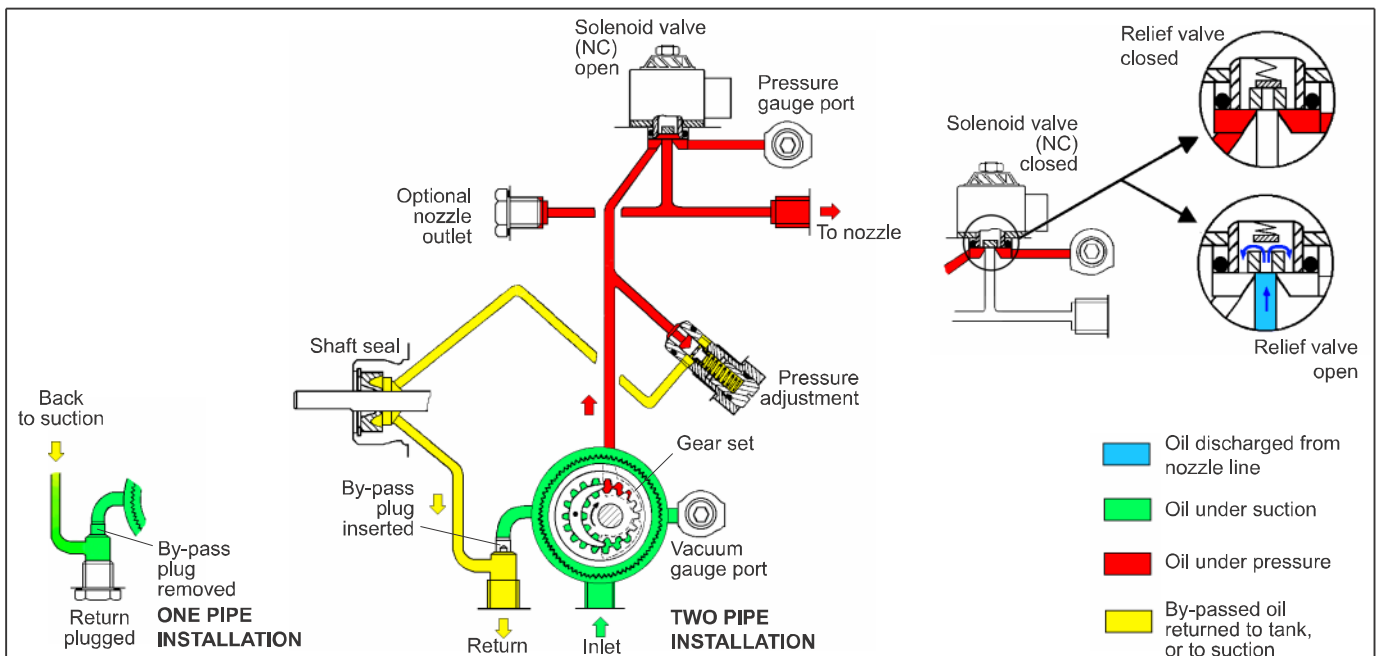 Solenoid valve
(NC)
open
Pressure
gauge port
Optional
nozzle
outlet
To nozzle
Relief valve
closed
Solenoid valve
(NC)
closed
Relief valve
open
Shaft seal
Pressure
adjustment
Back
to suction
Gear set
By-pass
plug
inserted
Vacuum
gauge port
By-pass
plug
removed
Return
plugged
ONE PIPE
INSTALLATION
Return
Inlet
TWO PIPE
INSTALLATION
Oil discharged from
nozzle line
Oil under suction
Oil under pressure
By-passed oil
returned to tank,
or to suction